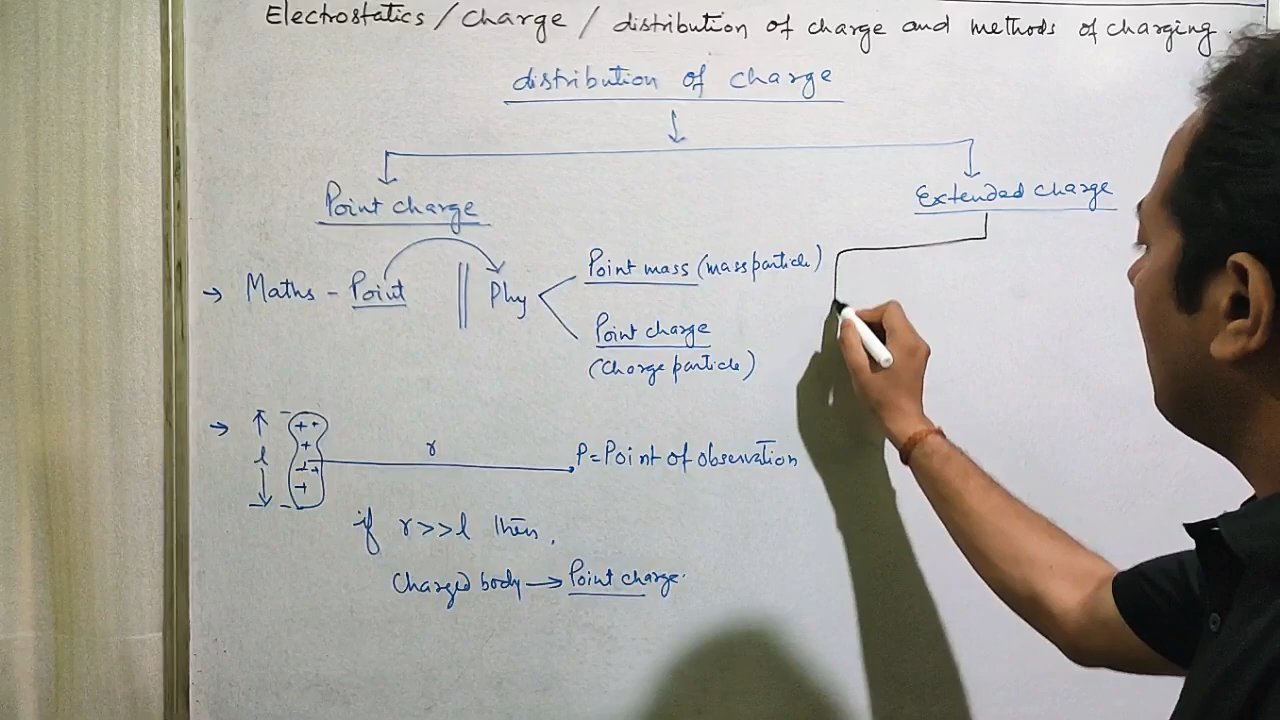 Electrostatics / charge / distribution of charge and methods of charging.
distribution of charge
Point charge
Extended charge
→ Maths - Point || Phy
Point mass (mass particle)
Point charge
(Charge particle)
→ l
++
+
++
+
r
P=Point of observation
if r>>l then,
Charged body → Point charge.